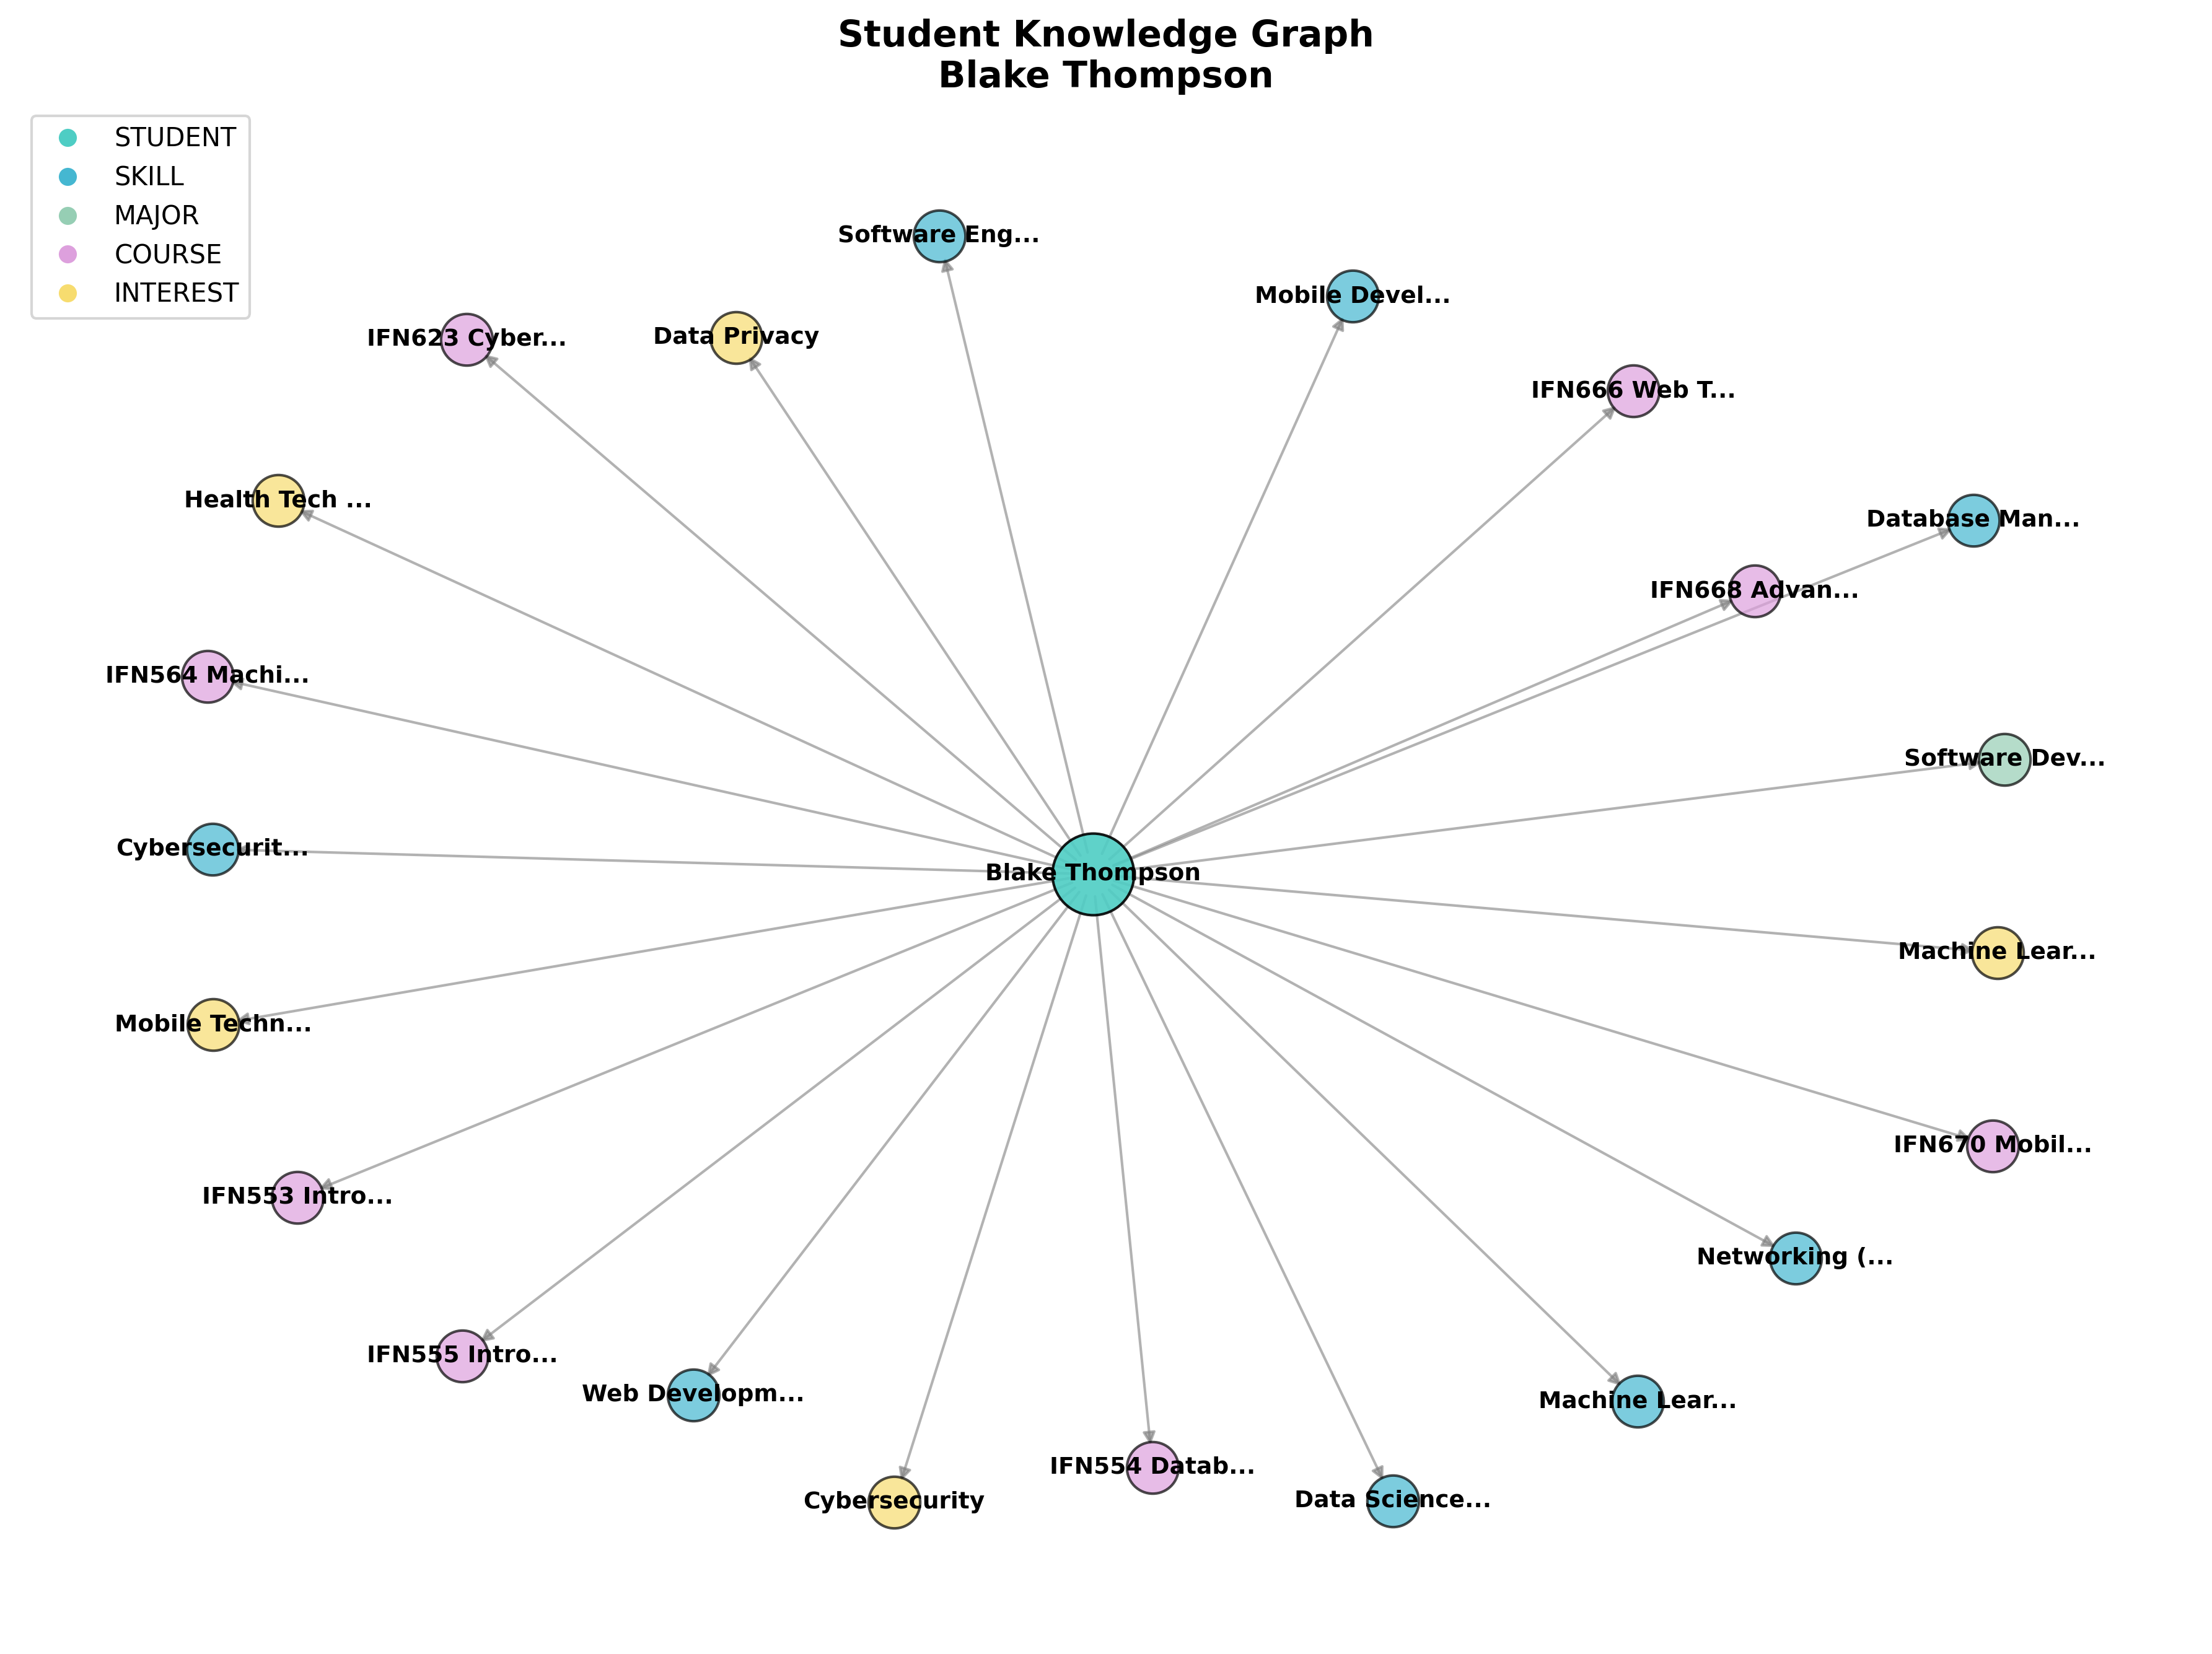 Student Knowledge Graph
Blake Thompson
STUDENT
SKILL
MAJOR
COURSE
INTEREST
Software Eng...
Mobile Devel...
IFN623 Cyber...
Data Privacy
IFN666 Web T...
Health Tech ...
Database Man...
IFN668 Advan...
IFN564 Machi...
Software Dev...
Cybersecurit...
Blake Thompson
Machine Lear...
Mobile Techn...
IFN670 Mobil...
IFN553 Intro...
Networking (...
IFN555 Intro...
Web Developm...
Machine Lear...
IFN554 Datab...
Cybersecurity
Data Science...